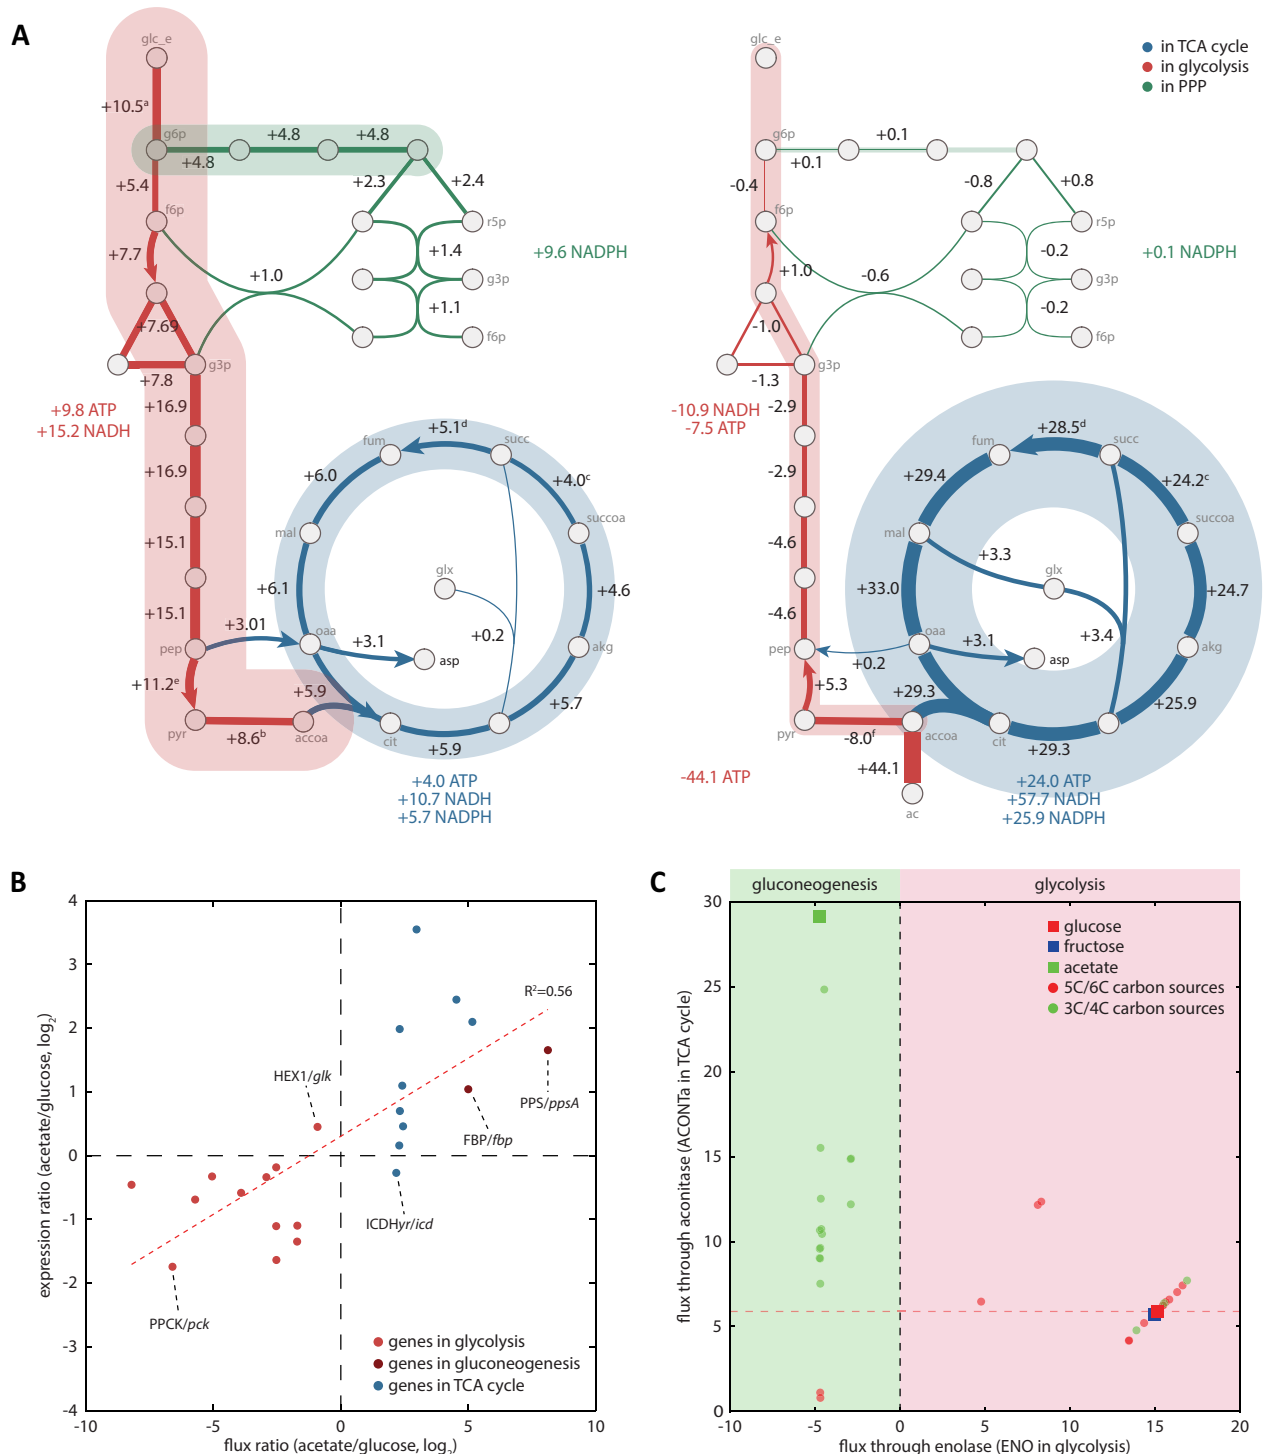 A
glc_e
+10.5a
g6p
+4.8
+4.8
+4.8
+5.4
+2.3
+2.4
f6p
r5p
+7.7
+1.4
+9.6 NADPH
+1.0
g3p
+7.69
+1.1
f6p
g3p
+7.8
+9.8 ATP
+15.2 NADH
+16.9
+16.9
+15.1
+15.1
pep
+3.01
+11.2e
pyr
+8.6b
accoa
+5.9
fum
+5.1d
succ
+6.0
+4.0c
mal
succoa
+6.1
glx
+4.6
oaa
+3.1
asp
+0.2
akg
+5.7
cit
+5.9
+4.0 ATP
+10.7 NADH
+5.7 NADPH
in TCA cycle
in glycolysis
in PPP
glc_e
g6p
+0.1
+0.1
-0.4
-0.8
+0.8
f6p
r5p
-0.2
+0.1 NADPH
+1.0
-0.6
g3p
-1.0
-0.2
f6p
g3p
-1.3
-10.9 NADH
-7.5 ATP
-2.9
-2.9
-4.6
-4.6
pep
+0.2
+5.3
pyr
-8.0f
accoa
+29.3
+44.1
-44.1 ATP
ac
fum
+28.5d
succ
+29.4
+24.2c
mal
succoa
+3.3
glx
+33.0
+24.7
oaa
+3.1
asp
+3.4
akg
+25.9
cit
+29.3
+24.0 ATP
+57.7 NADH
+25.9 NADPH
B
expression ratio (acetate/glucose, log2)
4
3
2
1
0
-1
-2
-3
-4
-10
-5
0
5
10
flux ratio (acetate/glucose, log2)
R2=0.56
HEX1/glk
PPS/ppsA
FBP/fbp
ICDHyr/icd
PPCK/pck
genes in glycolysis
genes in gluconeogenesis
genes in TCA cycle
C
gluconeogenesis
glycolysis
flux through aconitase (ACONTa in TCA cycle)
30
25
20
15
10
5
0
-10
-5
0
5
10
15
20
flux through enolase (ENO in glycolysis)
glucose
fructose
acetate
5C/6C carbon sources
3C/4C carbon sources